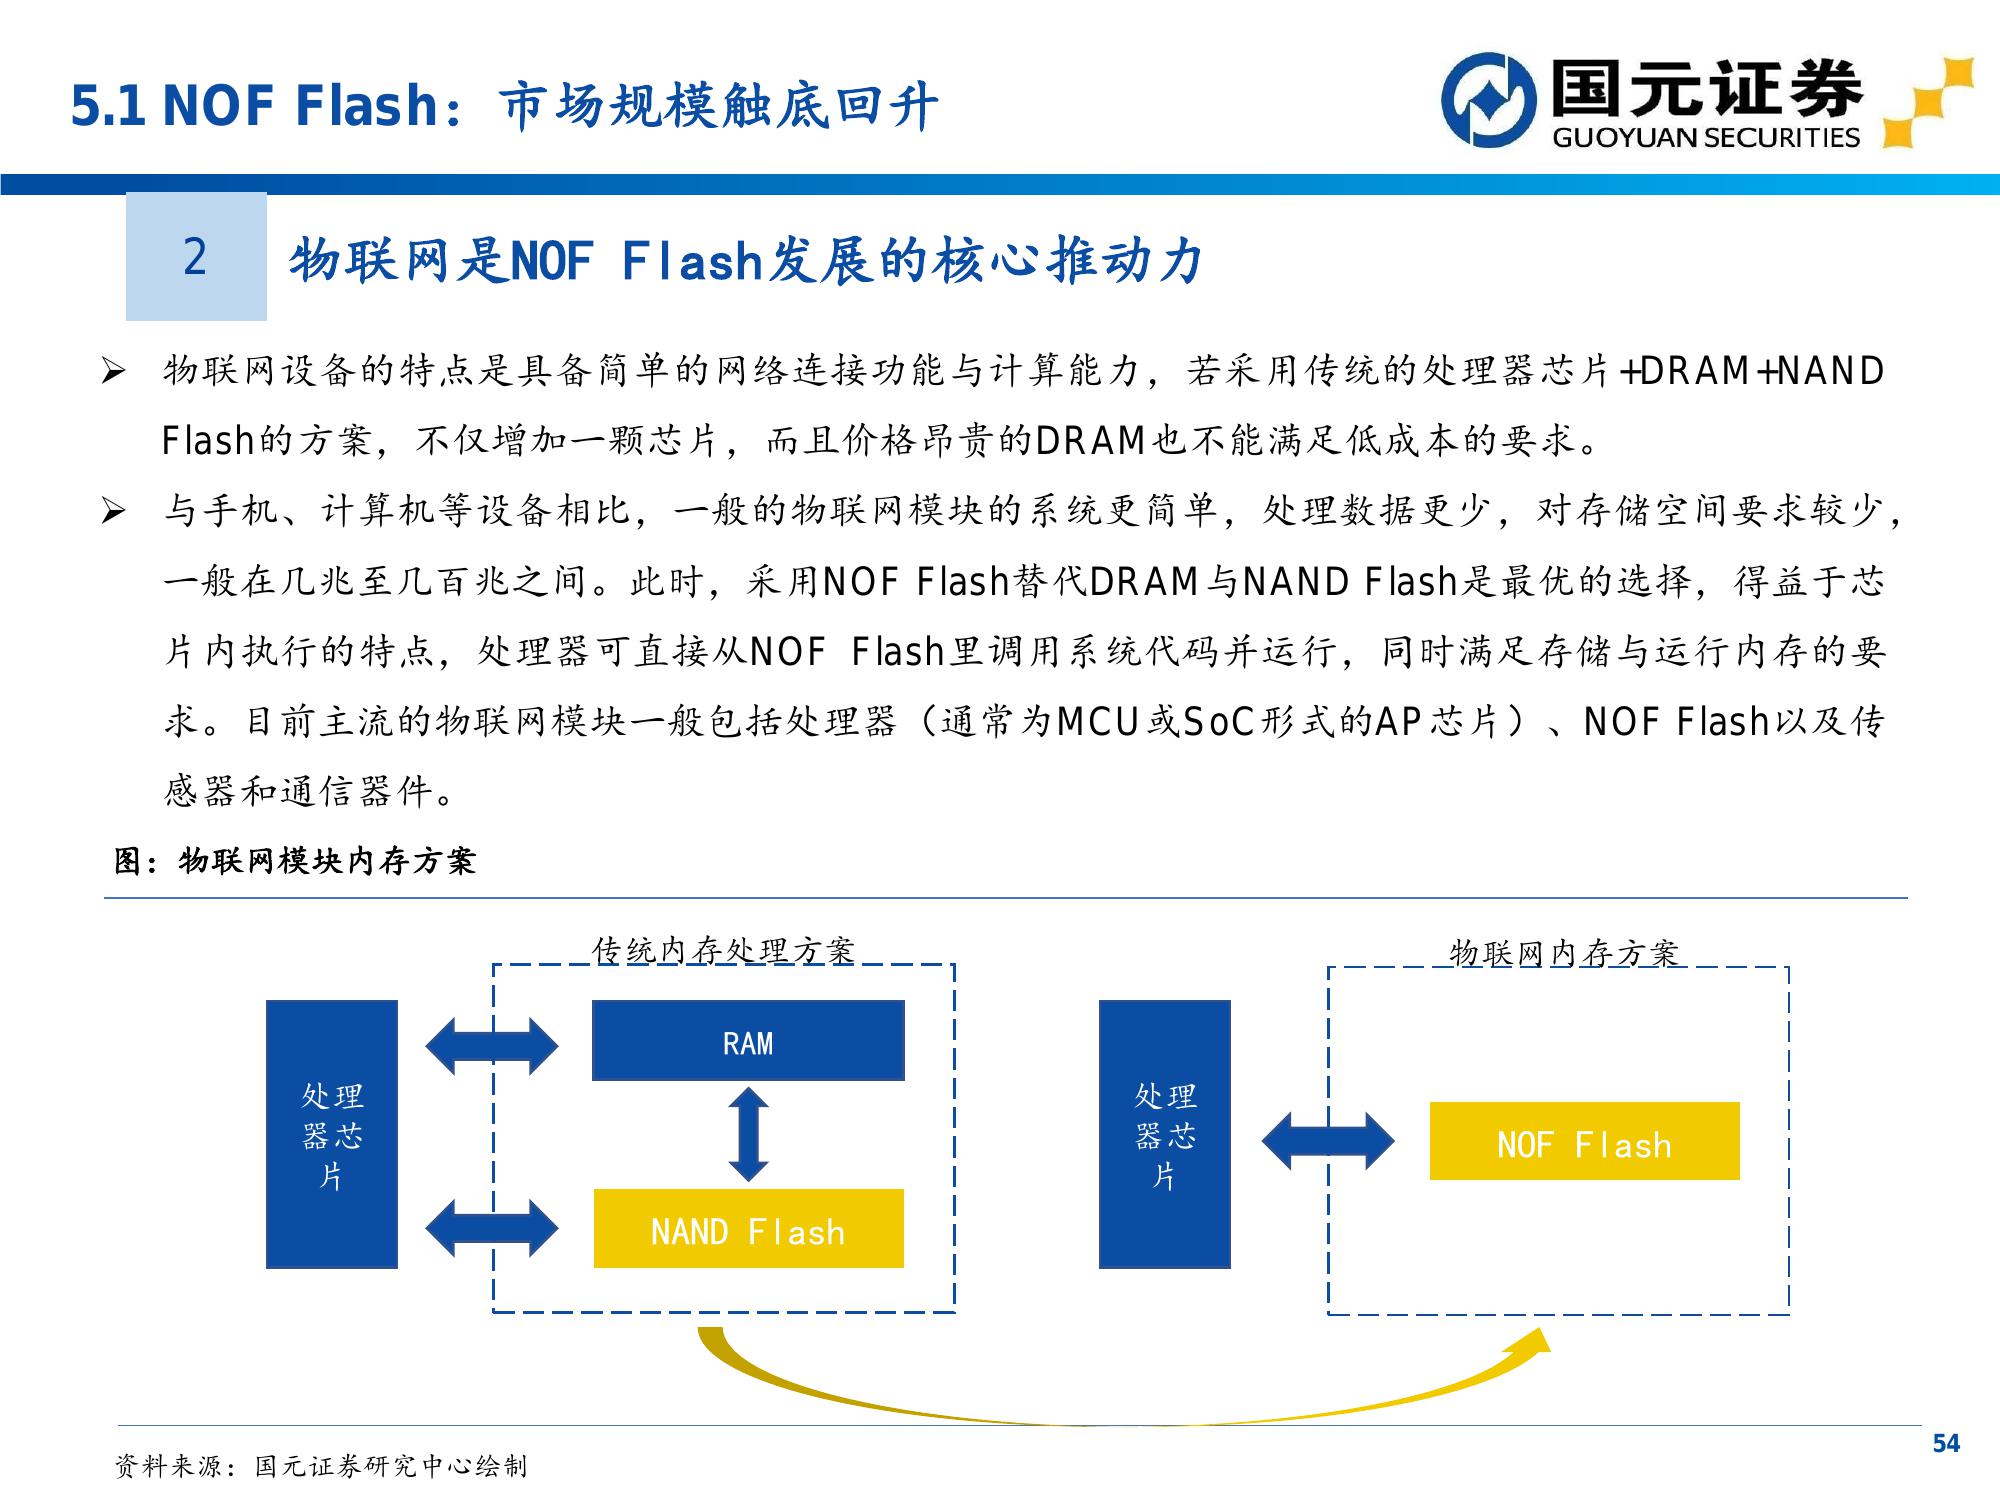 5.1 NOF Flash：市场规模触底回升
国元证券
GUOYUAN SECURITIES
2
物联网是NOF Flash发展的核心推动力
➢ 物联网设备的特点是具备简单的网络连接功能与计算能力，若采用传统的处理器芯片+DRAM+NAND
Flash的方案，不仅增加一颗芯片，而且价格昂贵的DRAM也不能满足低成本的要求。
➢ 与手机、计算机等设备相比，一般的物联网模块的系统更简单，处理数据更少，对存储空间要求较少，
一般在几兆至几百兆之间。此时，采用NOF Flash替代DRAM与NAND Flash是最优的选择，得益于芯
片内执行的特点，处理器可直接从NOF Flash里调用系统代码并运行，同时满足存储与运行内存的要
求。目前主流的物联网模块一般包括处理器（通常为MCU或SoC形式的AP芯片）、NOF Flash以及传
感器和通信器件。
图：物联网模块内存方案
传统内存处理方案
处理
器芯
片
RAM
NAND Flash
物联网内存方案
处理
器芯
片
NOF Flash
资料来源：国元证券研究中心绘制
54